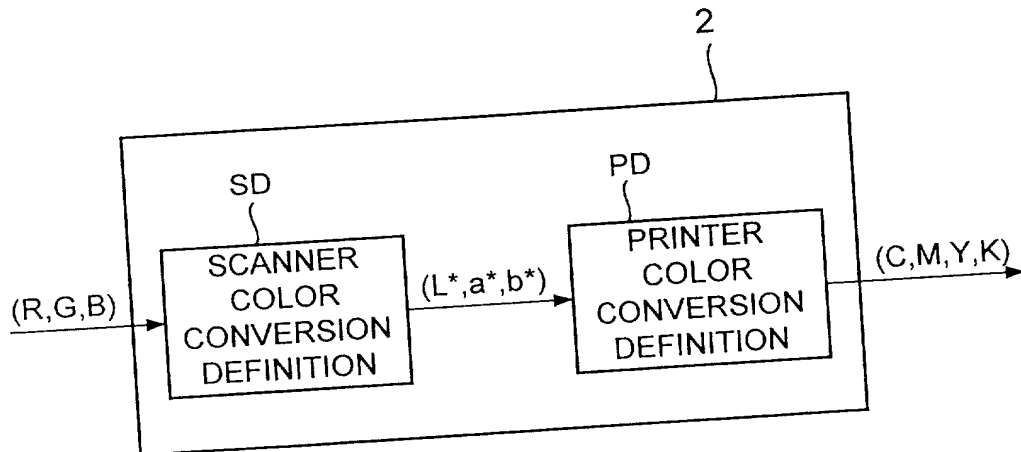 2
SD
PD
(R,G,B)
SCANNER
COLOR
CONVERSION
DEFINITION
(L*,a*,b*)
PRINTER
COLOR
CONVERSION
DEFINITION
(C,M,Y,K)